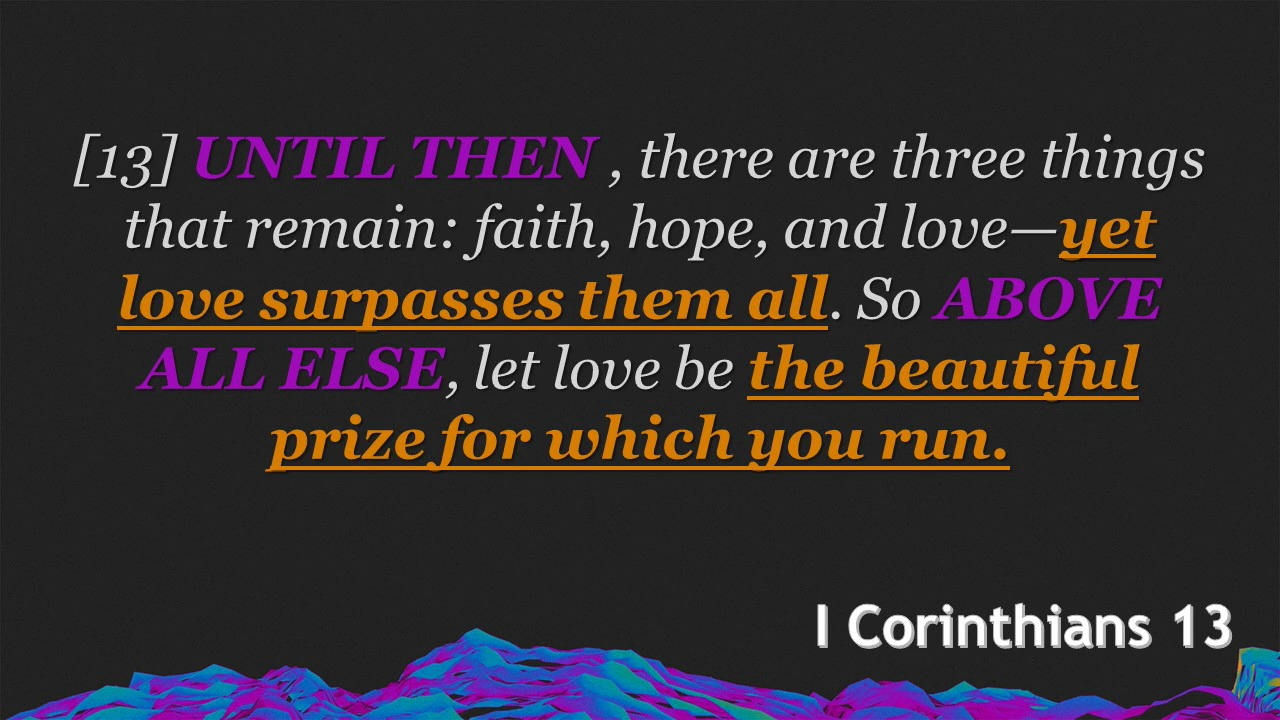 [13] UNTIL THEN , there are three things
that remain: faith, hope, and love—yet
love surpasses them all. So ABOVE
ALL ELSE, let love be the beautiful
prize for which you run.
I Corinthians 13